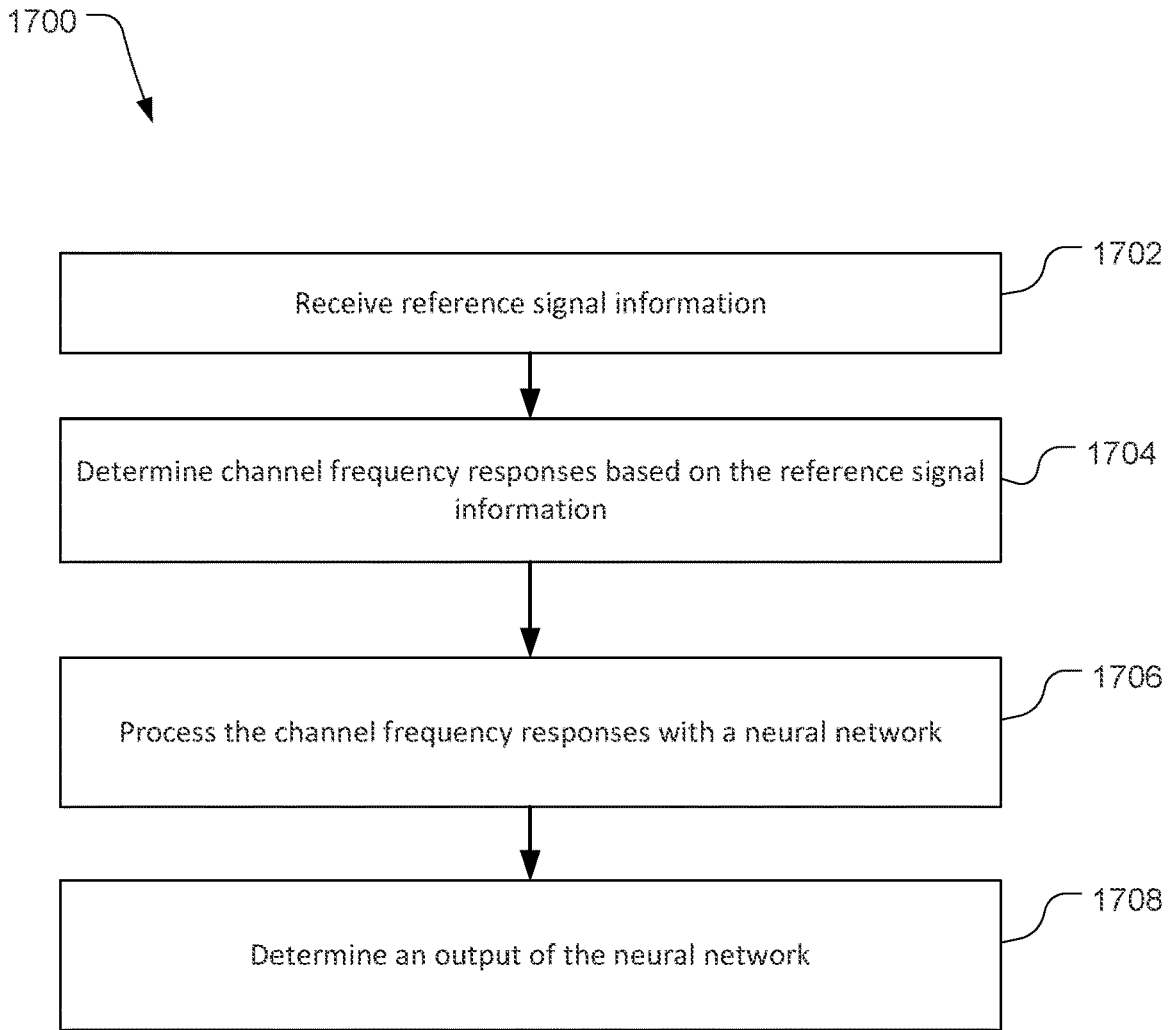 1700
1702
Receive reference signal information
1704
Determine channel frequency responses based on the reference signal
information
1706
Process the channel frequency responses with a neural network
1708
Determine an output of the neural network